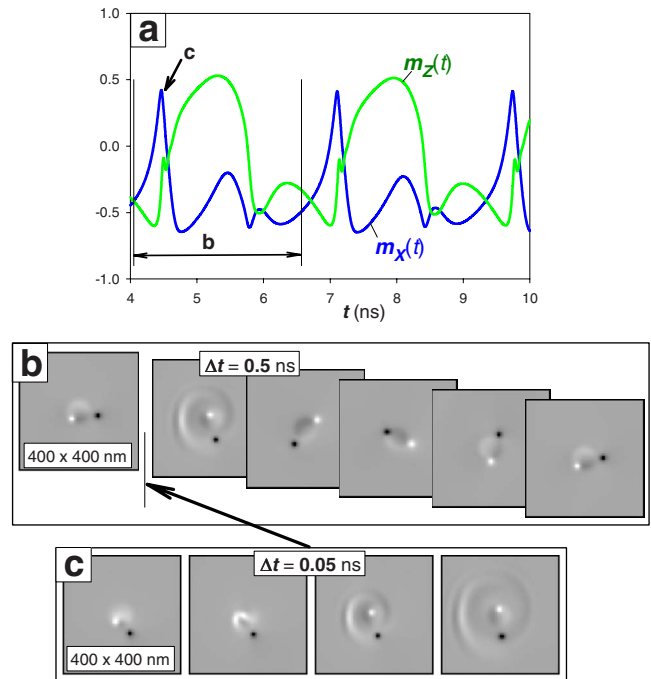 a
1.0
0.5
0.0
-0.5
-1.0
c
m_Z(t)
b
m_X(t)
4 5 6 7 8 9 10
t (ns)
b
Δt = 0.5 ns
400 x 400 nm
c
Δt = 0.05 ns
400 x 400 nm